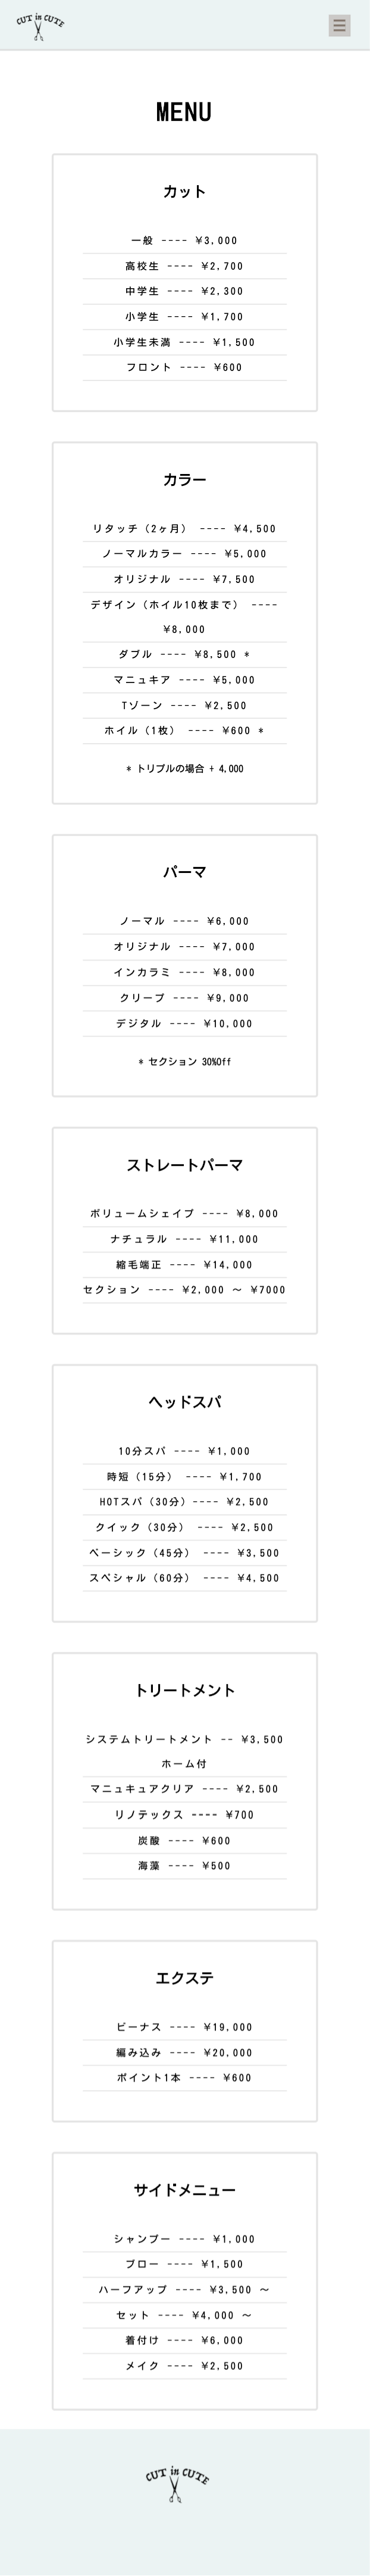 CUT in CUTE
MENU
カット
一般 ---- ¥3,000
高校生 ---- ¥2,700
中学生 ---- ¥2,300
小学生 ---- ¥1,700
小学生未満 ---- ¥1,500
フロント ---- ¥600
カラー
リタッチ（2ヶ月） ---- ¥4,500
ノーマルカラー ---- ¥5,000
オリジナル ---- ¥7,500
デザイン（ホイル10枚まで） ----
¥8,000
ダブル ---- ¥8,500 *
マニュキア ---- ¥5,000
Tゾーン ---- ¥2,500
ホイル（1枚） ---- ¥600 *
* トリプルの場合 + 4,000
パーマ
ノーマル ---- ¥6,000
オリジナル ---- ¥7,000
インカラミ ---- ¥8,000
クリープ ---- ¥9,000
デジタル ---- ¥10,000
* セクション 30%Off
ストレートパーマ
ボリュームシェイプ ---- ¥8,000
ナチュラル ---- ¥11,000
縮毛端正 ---- ¥14,000
セクション ---- ¥2,000 〜 ¥7000
ヘッドスパ
10分スパ ---- ¥1,000
時短（15分） ---- ¥1,700
HOTスパ（30分）---- ¥2,500
クイック（30分） ---- ¥2,500
ベーシック（45分） ---- ¥3,500
スペシャル（60分） ---- ¥4,500
トリートメント
システムトリートメント -- ¥3,500
ホーム付
マニュキュアクリア ---- ¥2,500
リノテックス ---- ¥700
炭酸 ---- ¥600
海藻 ---- ¥500
エクステ
ビーナス ---- ¥19,000
編み込み ---- ¥20,000
ポイント1本 ---- ¥600
サイドメニュー
シャンプー ---- ¥1,000
ブロー ---- ¥1,500
ハーフアップ ---- ¥3,500 〜
セット ---- ¥4,000 〜
着付け ---- ¥6,000
メイク ---- ¥2,500
CUT in CUTE